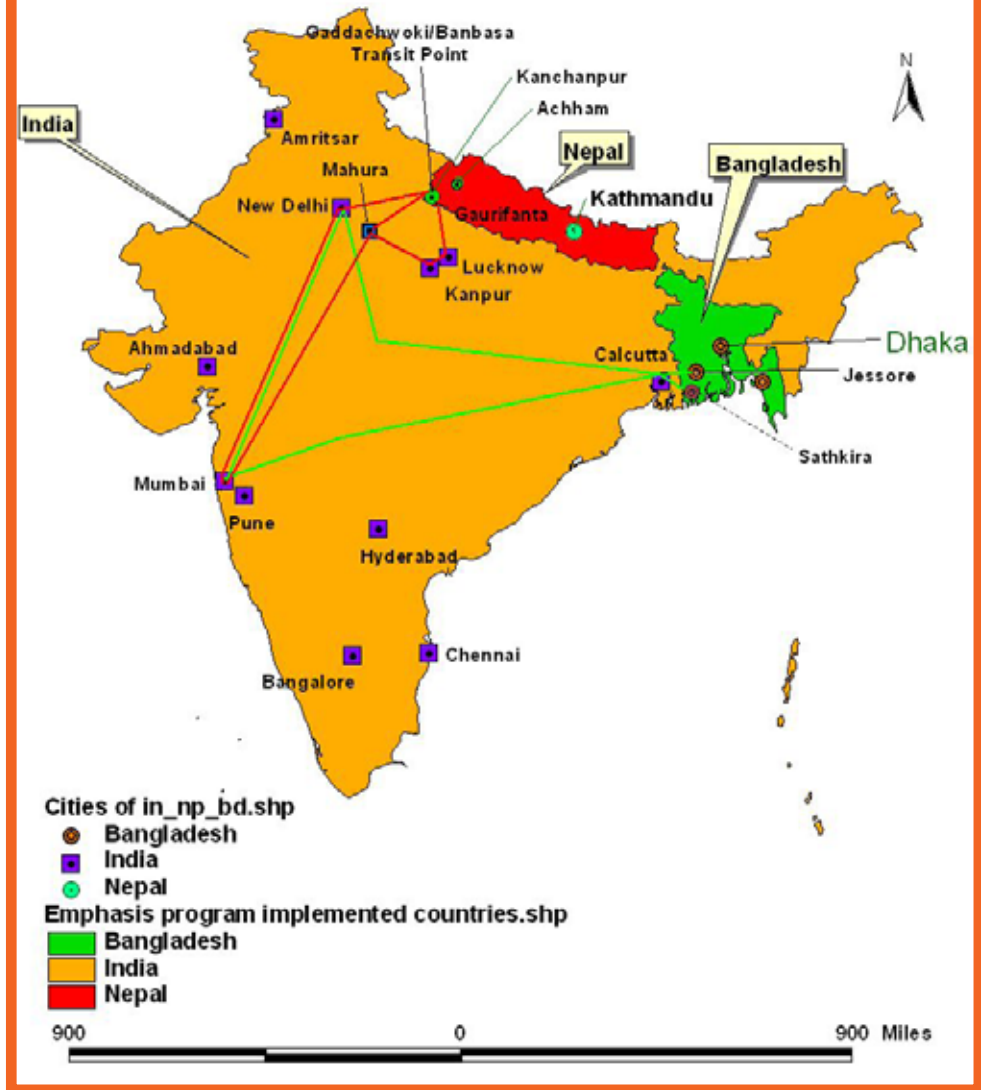 Gaddachwoki/Banbasa
Transit Point
N
Kanchanpur
Achham
India
Amritsar
Nepal
Bangladesh
Mahura
New Delhi
Kathmandu
Gaurifanta
Lucknow
Kanpur
Dhaka
Ahmadabad
Calcutta
Jessore
Sathkira
Mumbai
Pune
Hyderabad
Chennai
Bangalore
Cities of in_np_bd.shp
Bangladesh
India
Nepal
Emphasis program implemented countries.shp
Bangladesh
India
Nepal
900 0 900 Miles